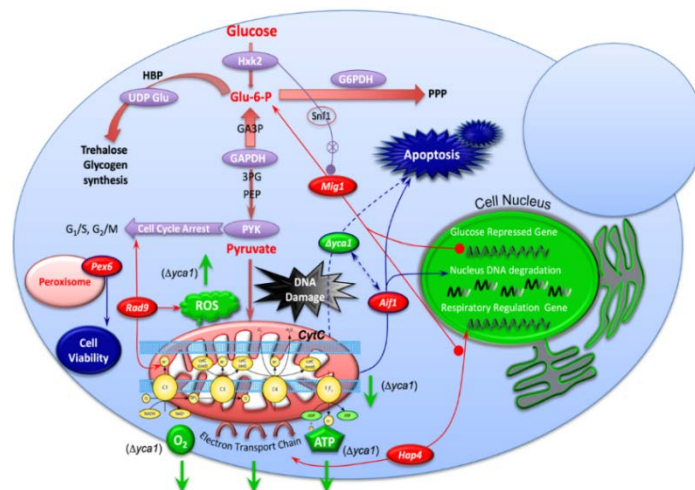 Glucose
Hxk2
HBP
G6PDH
UDP Glu
Glu-6-P
PPP
Snf1
GA3P
Trehalose
Glycogen
synthesis
GAPDH
3PG
PEP
Mig1
Apoptosis
Cell Nucleus
Glucose Repressed Gene
G1/S, G2/M
Cell Cycle Arrest
PYK
Pyruvate
Δyca1
Nucleus DNA degradation
Pex6
Peroxisome
(Δyca1)
DNA
Damage
Aif1
Respiratory Regulation Gene
Rad9
ROS
Cell
Viability
CytC
(Δyca1)
(Δyca1)
O2
Electron Transport Chain
ATP
(Δyca1)
Hap4